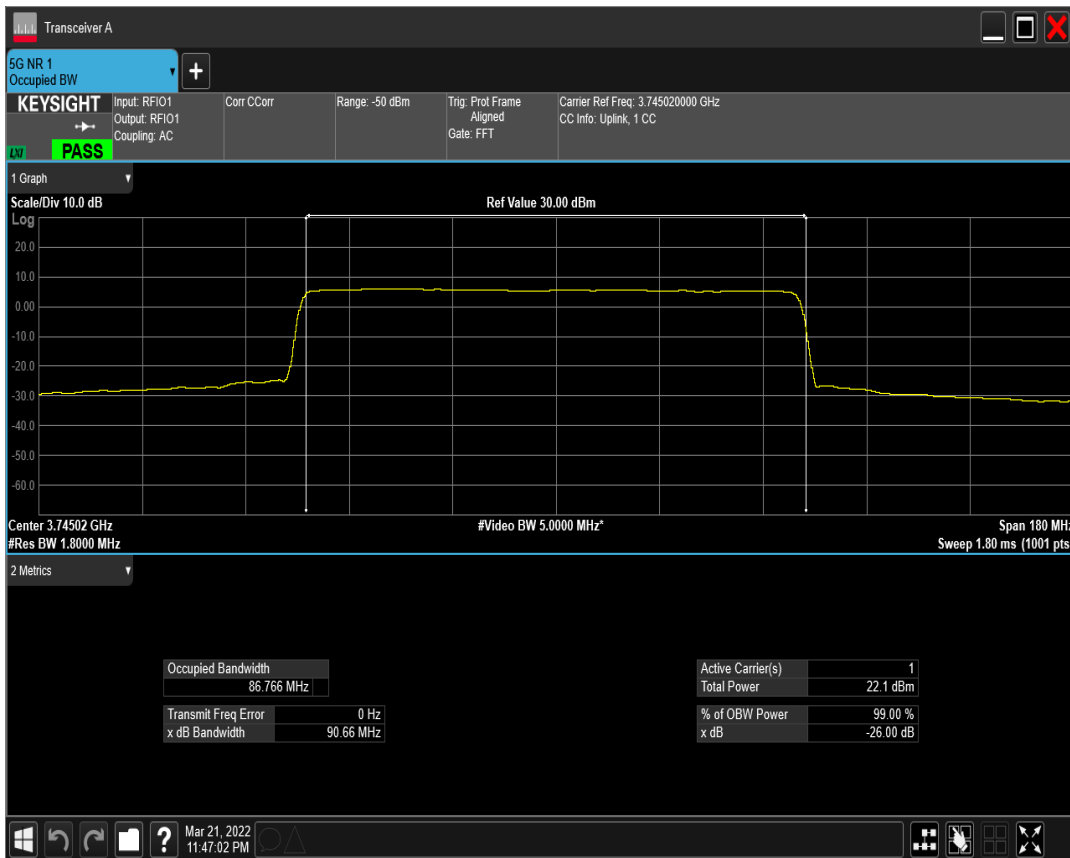 Transceiver A
5G NR 1
Occupied BW
+
KEYSIGHT
LXI
PASS
Input: RFIO1
Output: RFIO1
Coupling: AC
Corr CCorr
Range: -50 dBm
Trig: Prot Frame
Aligned
Gate: FFT
Carrier Ref Freq: 3.745020000 GHz
CC Info: Uplink, 1 CC
1 Graph
Scale/Div 10.0 dB
Ref Value 30.00 dBm
Log
20.0
10.0
0.00
-10.0
-20.0
-30.0
-40.0
-50.0
-60.0
Center 3.74502 GHz
#Video BW 5.0000 MHz*
Span 180 MHz
#Res BW 1.8000 MHz
Sweep 1.80 ms (1001 pts
2 Metrics
Occupied Bandwidth
86.766 MHz
Transmit Freq Error 0 Hz
x dB Bandwidth 90.66 MHz
Active Carrier(s) 1
Total Power 22.1 dBm
% of OBW Power 99.00 %
x dB -26.00 dB
?
Mar 21, 2022
11:47:02 PM